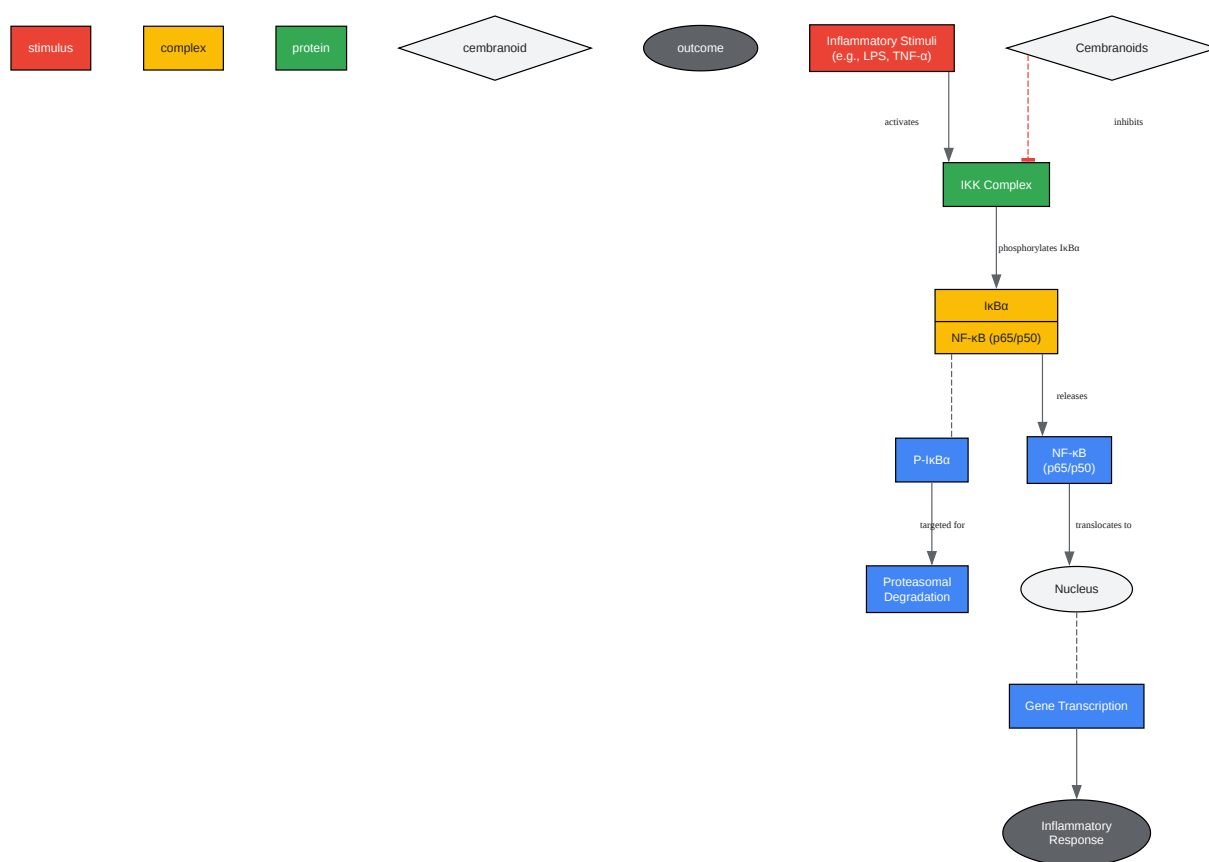 stimulus
complex
protein
cembranoid
outcome
Inflammatory Stimuli
(e.g., LPS, TNF-α)
Cembranoids
activates
inhibits
IKK Complex
phosphorylates IκBα
IκBα
NF-κB (p65/p50)
releases
P-IκBα
NF-κB
(p65/p50)
targeted for
translocates to
Proteasomal
Degradation
Nucleus
Gene Transcription
Inflammatory
Response